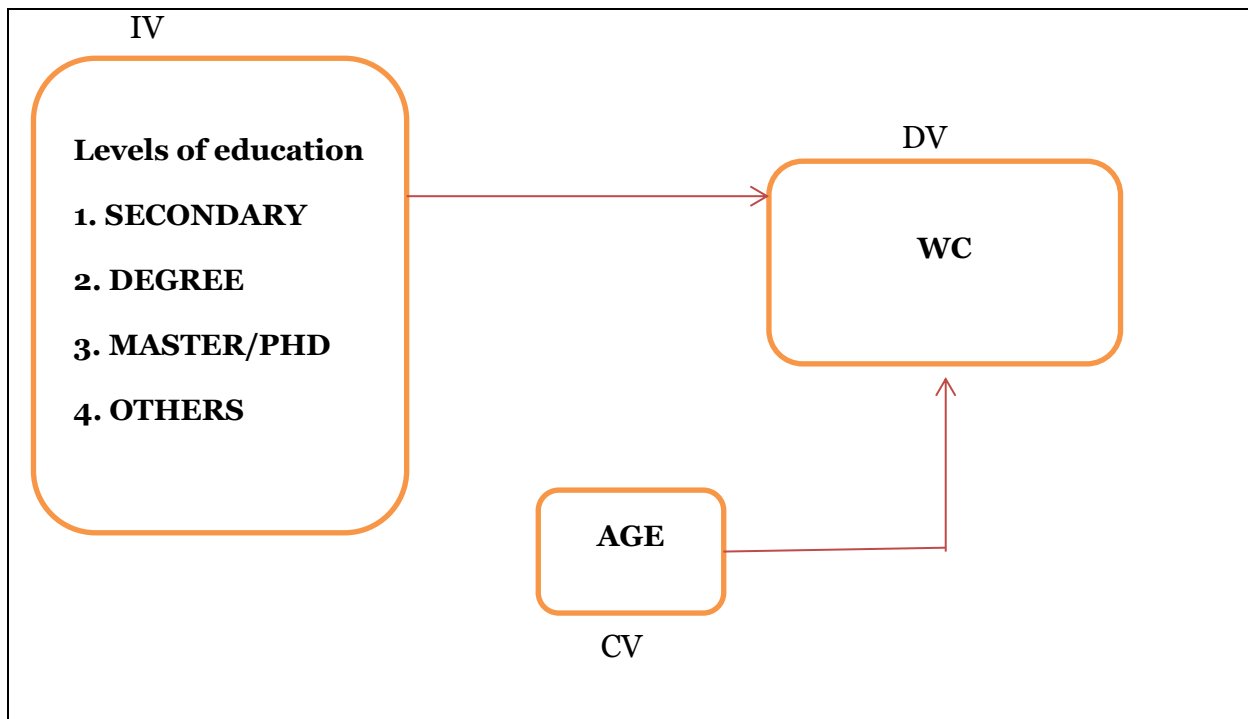 IV
Levels of education
1. SECONDARY
2. DEGREE
3. MASTER/PHD
4. OTHERS
DV
WC
AGE
CV